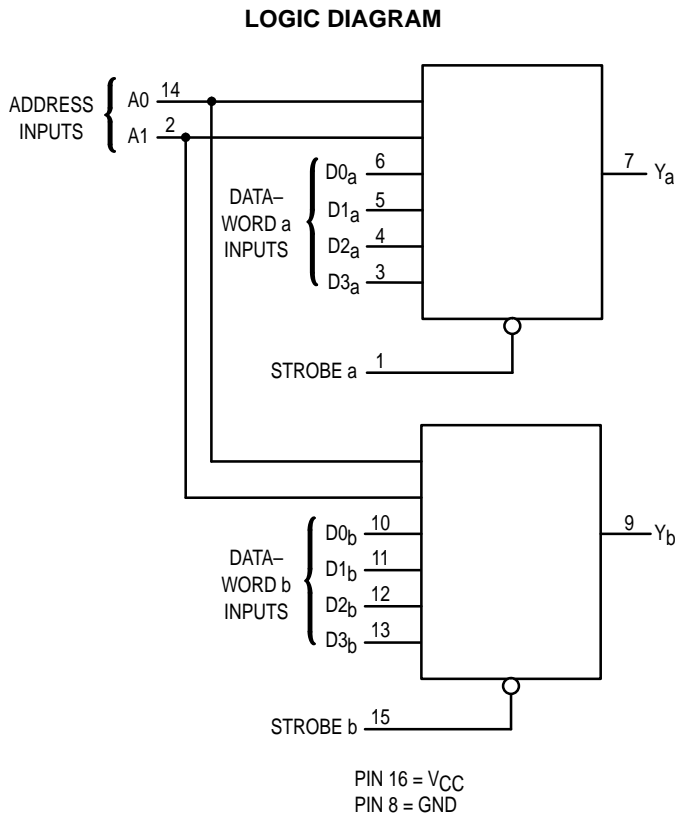 LOGIC DIAGRAM
ADDRESS
INPUTS
A0 14
A1 2
DATA–
WORD a
INPUTS
D0a 6
D1a 5
D2a 4
D3a 3
7 Ya
STROBE a 1
DATA–
WORD b
INPUTS
D0b 10
D1b 11
D2b 12
D3b 13
9 Yb
STROBE b 15
PIN 16 = VCC
PIN 8 = GND